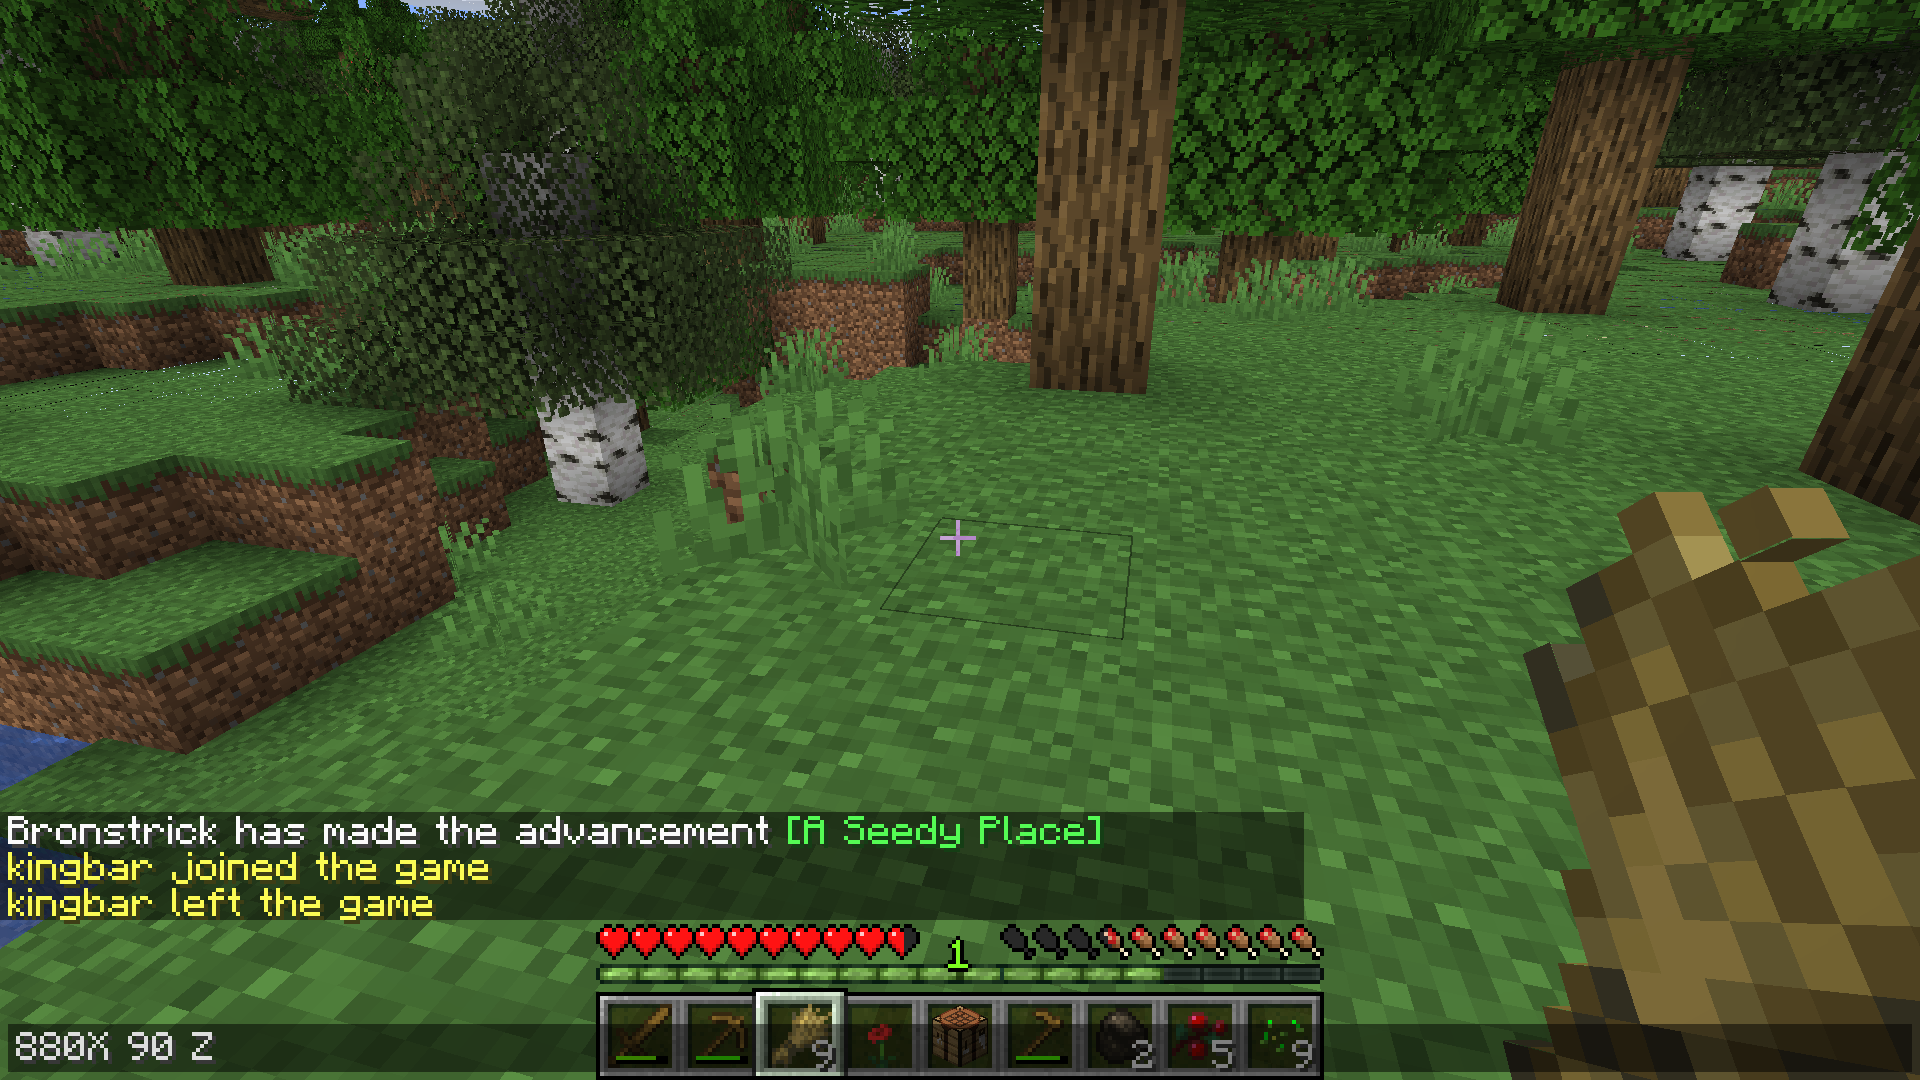 Bronstrick has made the advancement [A Seedy Place]
kingbar joined the game
kingbar left the game
1
880X 90 Z
9
2
5
9